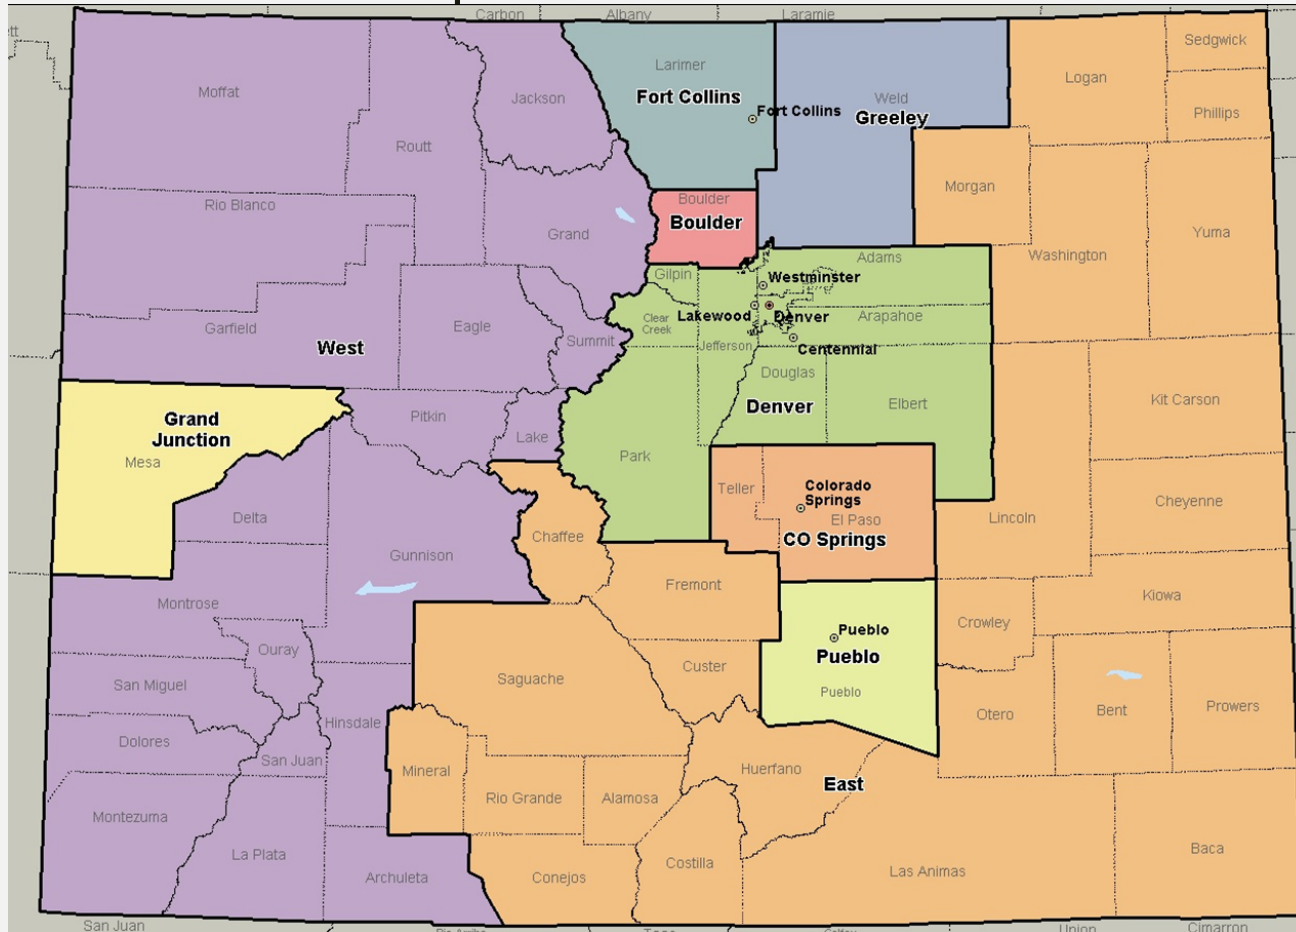 Carbon
Albany
Laramie
ett
Moffat
Routt
Jackson
Larimer
Fort Collins
Fort Collins
Weld
Greeley
Logan
Sedgwick
Phillips
Morgan
Rio Blanco
Grand
Boulder
Boulder
Washington
Yuma
Garfield
Eagle
Summit
Gilpin
Clear
Creek
Adams
Westminster
Lakewood
Denver
Arapahoe
Jefferson
Centennial
West
Douglas
Denver
Elbert
Kit Carson
Grand
Junction
Mesa
Pitkin
Lake
Park
Teller
Colorado
Springs
El Paso
CO Springs
Lincoln
Cheyenne
Delta
Gunnison
Chaffee
Fremont
Montrose
Pueblo
Pueblo
Pueblo
Crowley
Kiowa
Ouray
San Miguel
Saguache
Custer
Otero
Bent
Prowers
Hinsdale
Dolores
San Juan
Mineral
Rio Grande
Alamosa
Huerfano
East
Montezuma
La Plata
Archuleta
Conejos
Costilla
Las Animas
Baca
San Juan
Rio Arriba
Taos
Colfax
Union
Cimarron